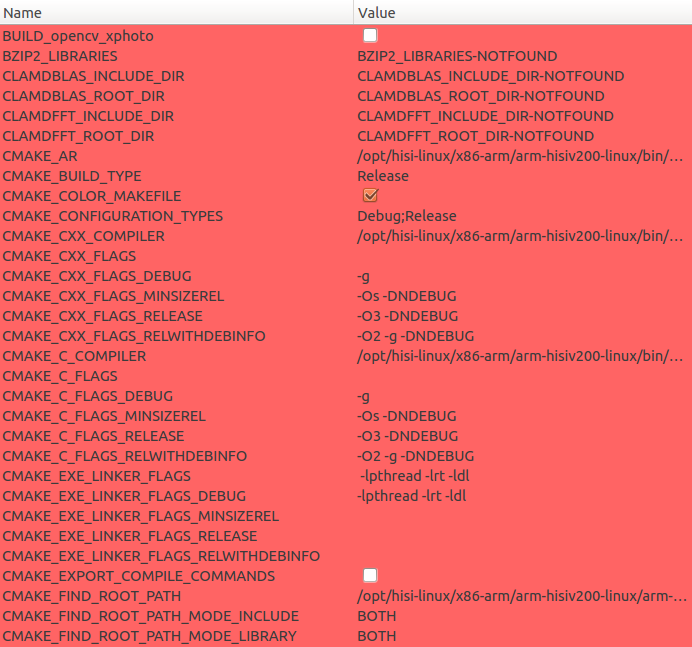 Name Value
BUILD_opencv_xphoto
BZIP2_LIBRARIES BZIP2_LIBRARIES-NOTFOUND
CLAMDBLAS_INCLUDE_DIR CLAMDBLAS_INCLUDE_DIR-NOTFOUND
CLAMDBLAS_ROOT_DIR CLAMDBLAS_ROOT_DIR-NOTFOUND
CLAMDFFT_INCLUDE_DIR CLAMDFFT_INCLUDE_DIR-NOTFOUND
CLAMDFFT_ROOT_DIR CLAMDFFT_ROOT_DIR-NOTFOUND
CMAKE_AR /opt/hisi-linux/x86-arm/arm-hisiv200-linux/bin/...
CMAKE_BUILD_TYPE Release
CMAKE_COLOR_MAKEFILE
CMAKE_CONFIGURATION_TYPES Debug;Release
CMAKE_CXX_COMPILER /opt/hisi-linux/x86-arm/arm-hisiv200-linux/bin/...
CMAKE_CXX_FLAGS
CMAKE_CXX_FLAGS_DEBUG -g
CMAKE_CXX_FLAGS_MINSIZEREL -Os -DNDEBUG
CMAKE_CXX_FLAGS_RELEASE -O3 -DNDEBUG
CMAKE_CXX_FLAGS_RELWITHDEBINFO -O2 -g -DNDEBUG
CMAKE_C_COMPILER /opt/hisi-linux/x86-arm/arm-hisiv200-linux/bin/...
CMAKE_C_FLAGS
CMAKE_C_FLAGS_DEBUG -g
CMAKE_C_FLAGS_MINSIZEREL -Os -DNDEBUG
CMAKE_C_FLAGS_RELEASE -O3 -DNDEBUG
CMAKE_C_FLAGS_RELWITHDEBINFO -O2 -g -DNDEBUG
CMAKE_EXE_LINKER_FLAGS -lpthread -lrt -ldl
CMAKE_EXE_LINKER_FLAGS_DEBUG -lpthread -lrt -ldl
CMAKE_EXE_LINKER_FLAGS_MINSIZEREL
CMAKE_EXE_LINKER_FLAGS_RELEASE
CMAKE_EXE_LINKER_FLAGS_RELWITHDEBINFO
CMAKE_EXPORT_COMPILE_COMMANDS
CMAKE_FIND_ROOT_PATH /opt/hisi-linux/x86-arm/arm-hisiv200-linux/arm-...
CMAKE_FIND_ROOT_PATH_MODE_INCLUDE BOTH
CMAKE_FIND_ROOT_PATH_MODE_LIBRARY BOTH